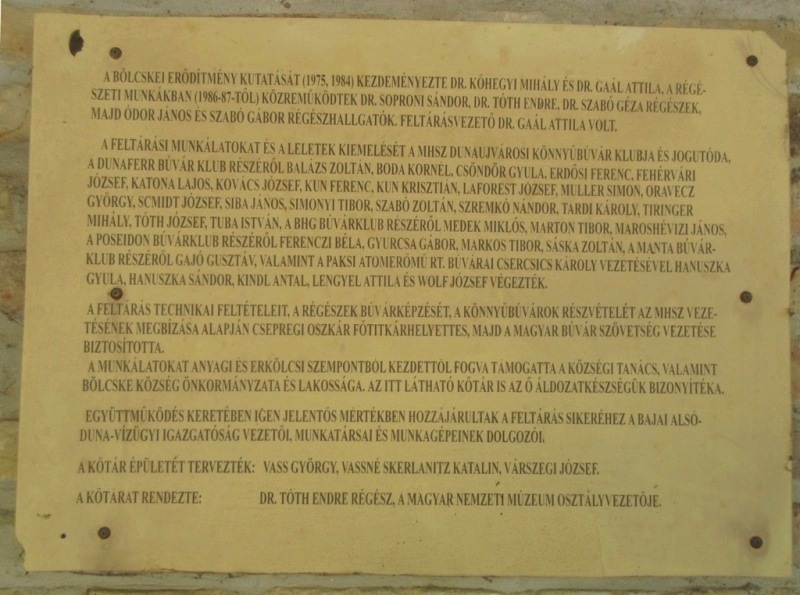 A BÖLCSKEI ERŐDÍTMÉNY KUTATÁSÁT (1975, 1984) KEZDEMÉNYEZTE DR. KŐHEGYI MIHÁLY ÉS DR. GAÁL ATTILA, A RÉGÉ-
SZETI MUNKÁKBAN (1986-87-TŐL) KÖZREMŰKÖDTEK DR. SOPRONI SÁNDOR, DR. TÓTH ENDRE, DR. SZABÓ GÉZA RÉGÉSZEK,
MAJD ÓDOR JÁNOS ÉS SZABÓ GÁBOR RÉGÉSZHALLGATÓK. FELTÁRÁSVEZETŐ DR. GAÁL ATTILA VOLT.
A FELTÁRÁSI MUNKÁLATOKAT ÉS A LELETEK KIEMELÉSÉT A MHSZ DUNAUJVÁROSI KÖNNYŰBÚVÁR KLUBJA ÉS JOGUTÓDA,
A DUNAFERR BÚVÁR KLUB RÉSZÉRŐL BALÁZS ZOLTÁN, BODA KORNÉL, CSÖNDÖR GYULA, ERDŐSI FERENC, FEHÉRVÁRI
JÓZSEF, KATONA LAJOS, KOVÁCS JÓZSEF, KUN FERENC, KUN KRISZTIÁN, LAFOREST JÓZSEF, MULLER SIMON, ORAVECZ
GYÖRGY, SCMIDT JÓZSEF, SIBA JÁNOS, SIMONYI TIBOR, SZABÓ ZOLTÁN, SZREMKÓ NÁNDOR, TARDI KÁROLY, TIRINGER
MIHÁLY, TÓTH JÓZSEF, TUBA ISTVÁN, A BHG BÚVÁRKLUB RÉSZÉRŐL MEDEK MIKLÓS, MARTON TIBOR, MAROSHÉVIZI JÁNOS,
A POSEIDON BÚVÁRKLUB RÉSZÉRŐL FERENCZI BÉLA, GYURCSA GÁBOR, MARKOS TIBOR, SÁSKA ZOLTÁN, A MANTA BÚVÁR-
KLUB RÉSZÉRŐL GAJÓ GUSZTÁV, VALAMINT A PAKSI ATOMERŐMŰ RT. BÚVÁRAI CSERCSICS KÁROLY VEZETÉSÉVEL HANUSZKA
GYULA, HANUSZKA SÁNDOR, KINDL ANTAL, LENGYEL ATTILA ÉS WOLF JÓZSEF VÉGEZTÉK.
A FELTÁRÁS TECHNIKAI FELTÉTELEIT, A RÉGÉSZEK BÚVÁRKÉPZÉSÉT, A KÖNNYŰBÚVÁROK RÉSZVÉTELÉT AZ MHSZ VEZE-
TÉSÉNEK MEGBÍZÁSA ALAPJÁN CSEPREGI OSZKÁR FŐTITKÁRHELYETTES, MAJD A MAGYAR BÚVÁR SZÖVETSÉG VEZETÉSE
BIZTOSÍTOTTA.
A MUNKÁLATOKAT ANYAGI ÉS ERKÖLCSI SZEMPONTBÓL KEZDETTŐL FOGVA TÁMOGATTA A KÖZSÉGI TANÁCS, VALAMINT
BÖLCSKE KÖZSÉG ÖNKORMÁNYZATA ÉS LAKOSSÁGA. AZ ITT LÁTHATÓ KŐTÁR IS AZ Ő ÁLDOZATKÉSZSÉGÜK BIZONYÍTÉKA.
EGYÜTTMŰKÖDÉS KERETÉBEN IGEN JELENTŐS MÉRTÉKBEN HOZZÁJÁRULTAK A FELTÁRÁS SIKERÉHEZ A BAJAI ALSÓ-
DUNA-VÍZÜGYI IGAZGATÓSÁG VEZETŐI, MUNKATÁRSAI ÉS MUNKAGÉPEINEK DOLGOZÓI.
A KŐTÁR ÉPÜLETÉT TERVEZTÉK: VASS GYÖRGY, VASSNÉ SKERLANITZ KATALIN, VÁRSZEGI JÓZSEF.
A KŐTÁRAT RENDEZTE: DR. TÓTH ENDRE RÉGÉSZ, A MAGYAR NEMZETI MÚZEUM OSZTÁLYVEZETŐJE.